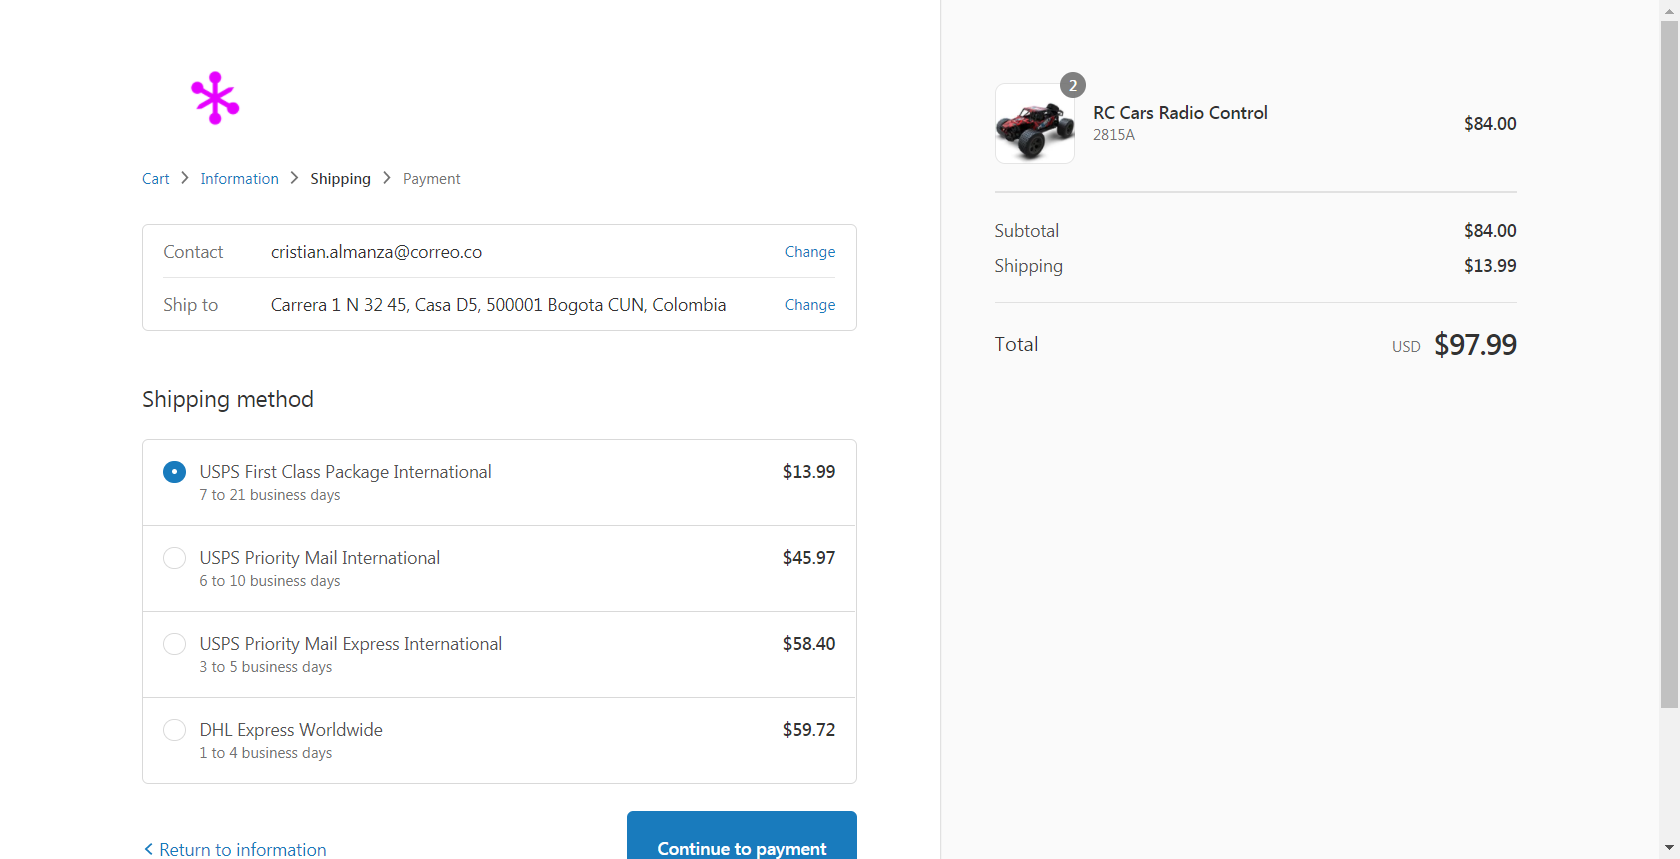 Cart > Information > Shipping > Payment
Contact cristian.almanza@correo.co Change
Ship to Carrera 1 N 32 45, Casa D5, 500001 Bogota CUN, Colombia Change
Shipping method
USPS First Class Package International $13.99
7 to 21 business days
USPS Priority Mail International $45.97
6 to 10 business days
USPS Priority Mail Express International $58.40
3 to 5 business days
DHL Express Worldwide $59.72
1 to 4 business days
< Return to information
Continue to payment
2
RC Cars Radio Control $84.00
2815A
Subtotal $84.00
Shipping $13.99
Total USD $97.99